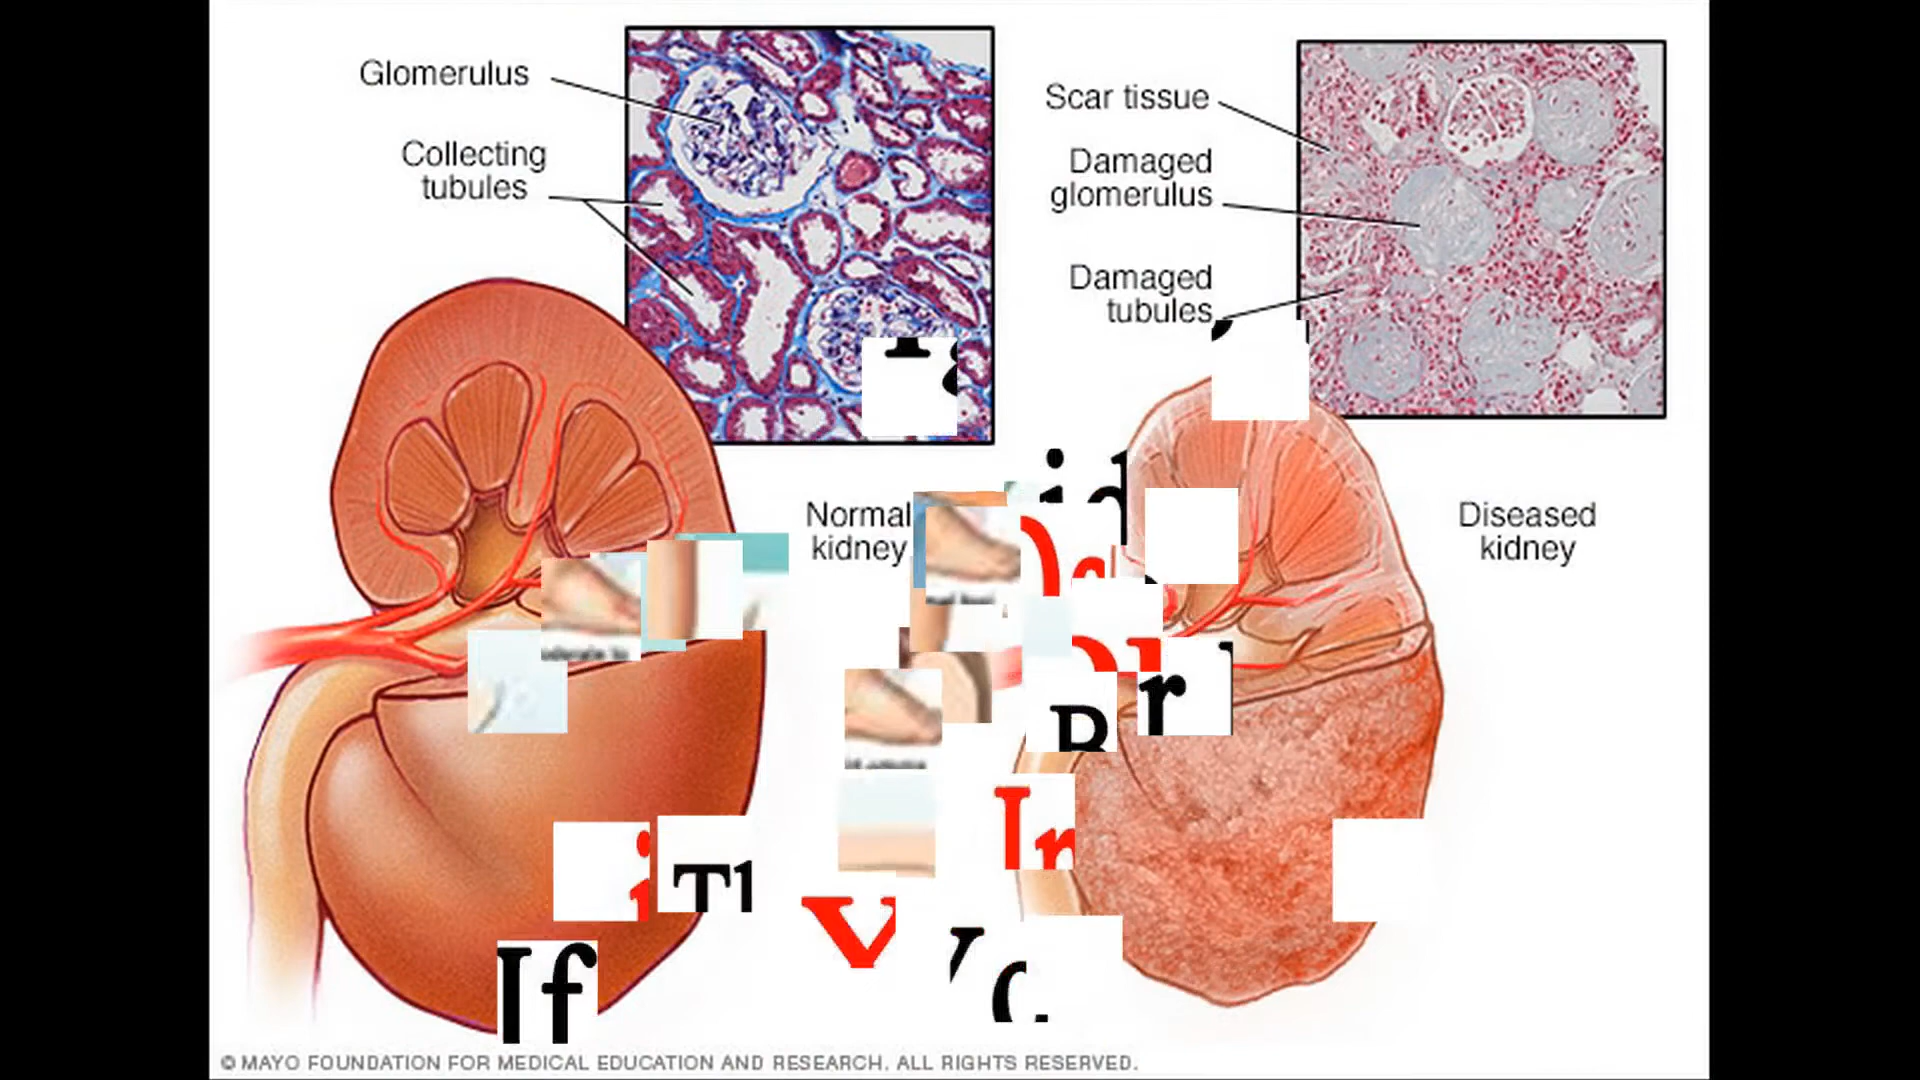 Glomerulus
Collecting
tubules
Scar tissue
Damaged
glomerulus
Damaged
tubules
Normal
kidney
Diseased
kidney
If
© MAYO FOUNDATION FOR MEDICAL EDUCATION AND RESEARCH. ALL RIGHTS RESERVED.